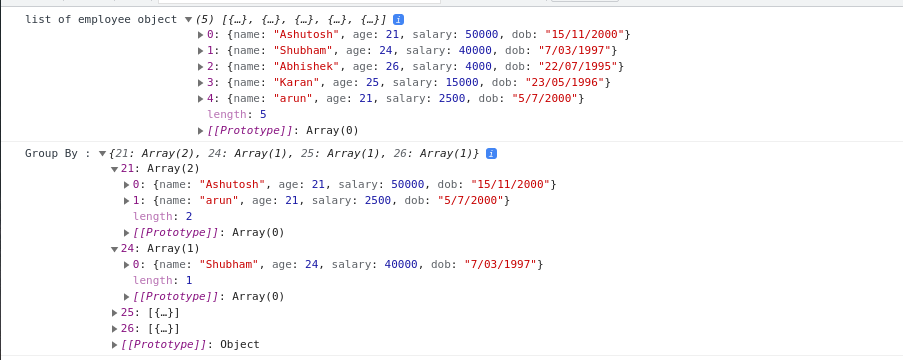 list of employee object ▼(5) [{…}, {…}, {…}, {…}, {…}] i
▶0: {name: "Ashutosh", age: 21, salary: 50000, dob: "15/11/2000"}
▶1: {name: "Shubham", age: 24, salary: 40000, dob: "7/03/1997"}
▶2: {name: "Abhishek", age: 26, salary: 4000, dob: "22/07/1995"}
▶3: {name: "Karan", age: 25, salary: 15000, dob: "23/05/1996"}
▶4: {name: "arun", age: 21, salary: 2500, dob: "5/7/2000"}
length: 5
▶[[Prototype]]: Array(0)
Group By : ▼{21: Array(2), 24: Array(1), 25: Array(1), 26: Array(1)} i
▼21: Array(2)
▶0: {name: "Ashutosh", age: 21, salary: 50000, dob: "15/11/2000"}
▶1: {name: "arun", age: 21, salary: 2500, dob: "5/7/2000"}
length: 2
▶[[Prototype]]: Array(0)
▼24: Array(1)
▶0: {name: "Shubham", age: 24, salary: 40000, dob: "7/03/1997"}
length: 1
▶[[Prototype]]: Array(0)
▶25: [{…}]
▶26: [{…}]
▶[[Prototype]]: Object